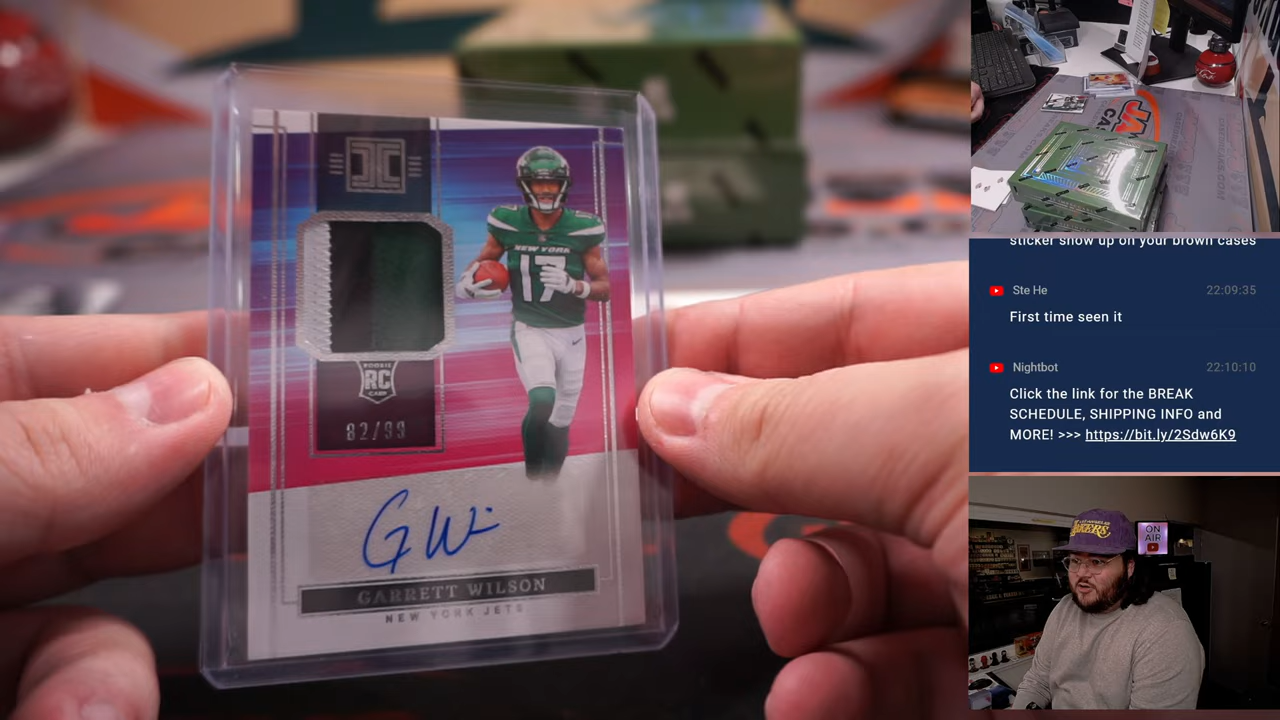 NEW YORK
17
ROOKIE
RC
CARD
82/99
GW
GARRETT WILSON
NEW YORK JETS
sticker show up on your brown cases
Ste He
22:09:35
First time seen it
Nightbot
22:10:10
Click the link for the BREAK
SCHEDULE, SHIPPING INFO and
MORE! >>> https://bit.ly/2Sdw6K9
LAKERS
ON
AIR